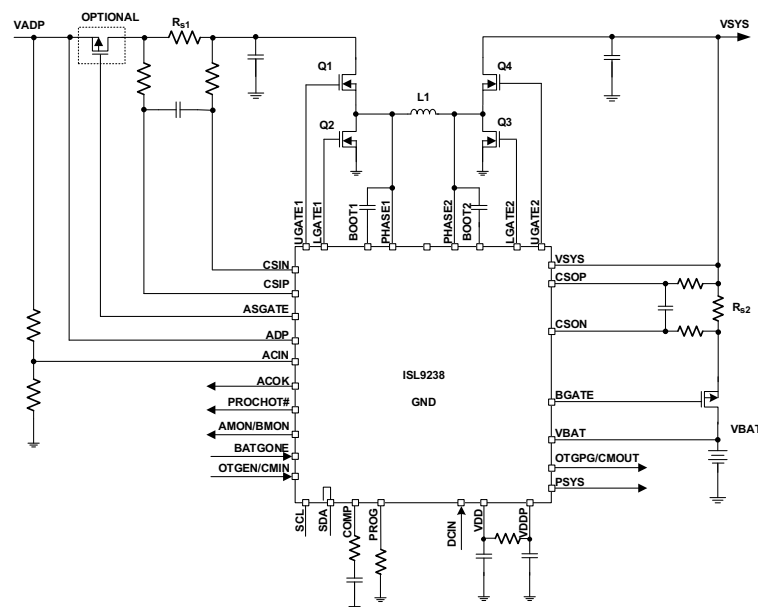 OPTIONAL
VADP
Rs1
VSYS
Q1
Q4
L1
Q2
Q3
UGATE1
LGATE1
BOOT1
PHASE1
PHASE2
BOOT2
LGATE2
UGATE2
CSIN
VSYS
CSIP
CSOP
Rs2
ASGATE
CSON
ADP
ACIN
ISL9238
ACOK
GND
BGATE
PROCHOT#
AMON/BMON
VBAT
VBAT
BATGONE
OTGPG/CMOUT
OTGEN/CMIN
PSYS
SCL
SDA
COMP
PROG
DCIN
VDD
VDDP